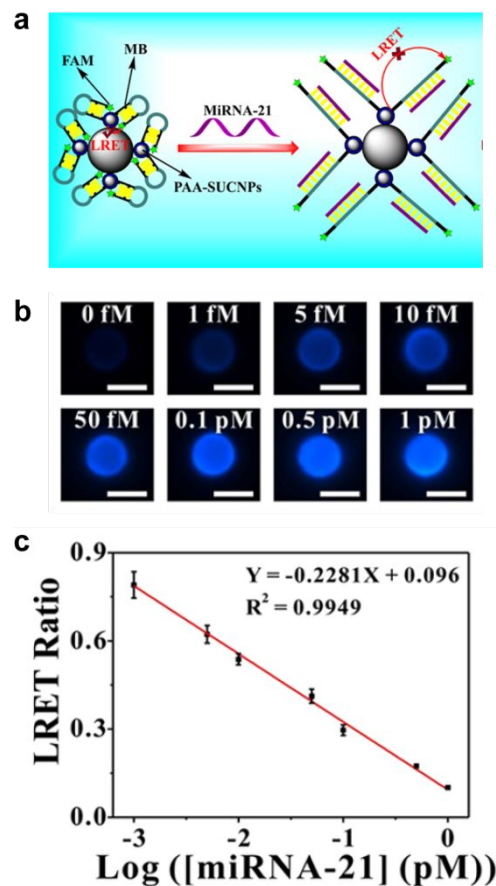 a
FAM
MB
LRET
MiRNA-21
PAA-SUCNPs
LRET
b
0 fM 1 fM 5 fM 10 fM
50 fM 0.1 pM 0.5 pM 1 pM
c
Y = -0.2281X + 0.096
R² = 0.9949
LRET Ratio
0.9
0.6
0.3
0.0
-3 -2 -1 0
Log ([miRNA-21] (pM))